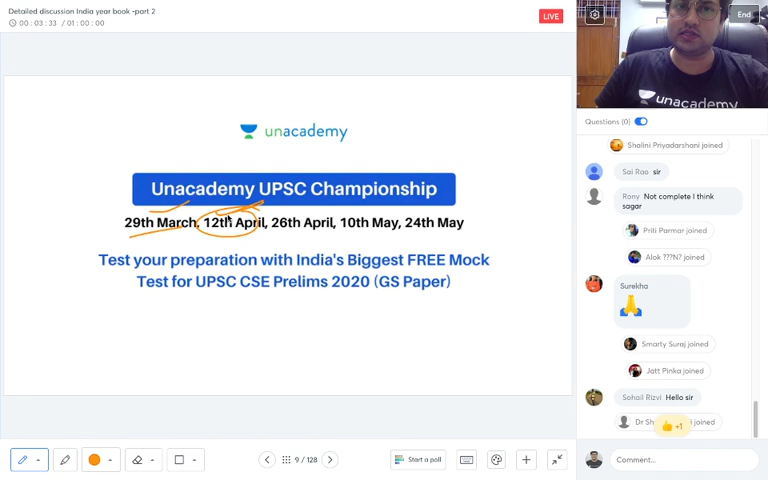 Detailed discussion India year book -part 2
00 : 03 : 33 / 01 : 00 : 00
LIVE
End
unacademy
unacademy
Unacademy UPSC Championship
29th March, 12th April, 26th April, 10th May, 24th May
Test your preparation with India's Biggest FREE Mock
Test for UPSC CSE Prelims 2020 (GS Paper)
Questions (0)
Shalini Priyadarshani joined
Sai Rao sir
Rony Not complete I think
sagar
Priti Parmar joined
Alok ???N? joined
Surekha
Smarty Suraj joined
Jatt Pinka joined
Sohail Rizvi Hello sir
Dr Sh joined
+1
9 / 128
Start a poll
Comment...